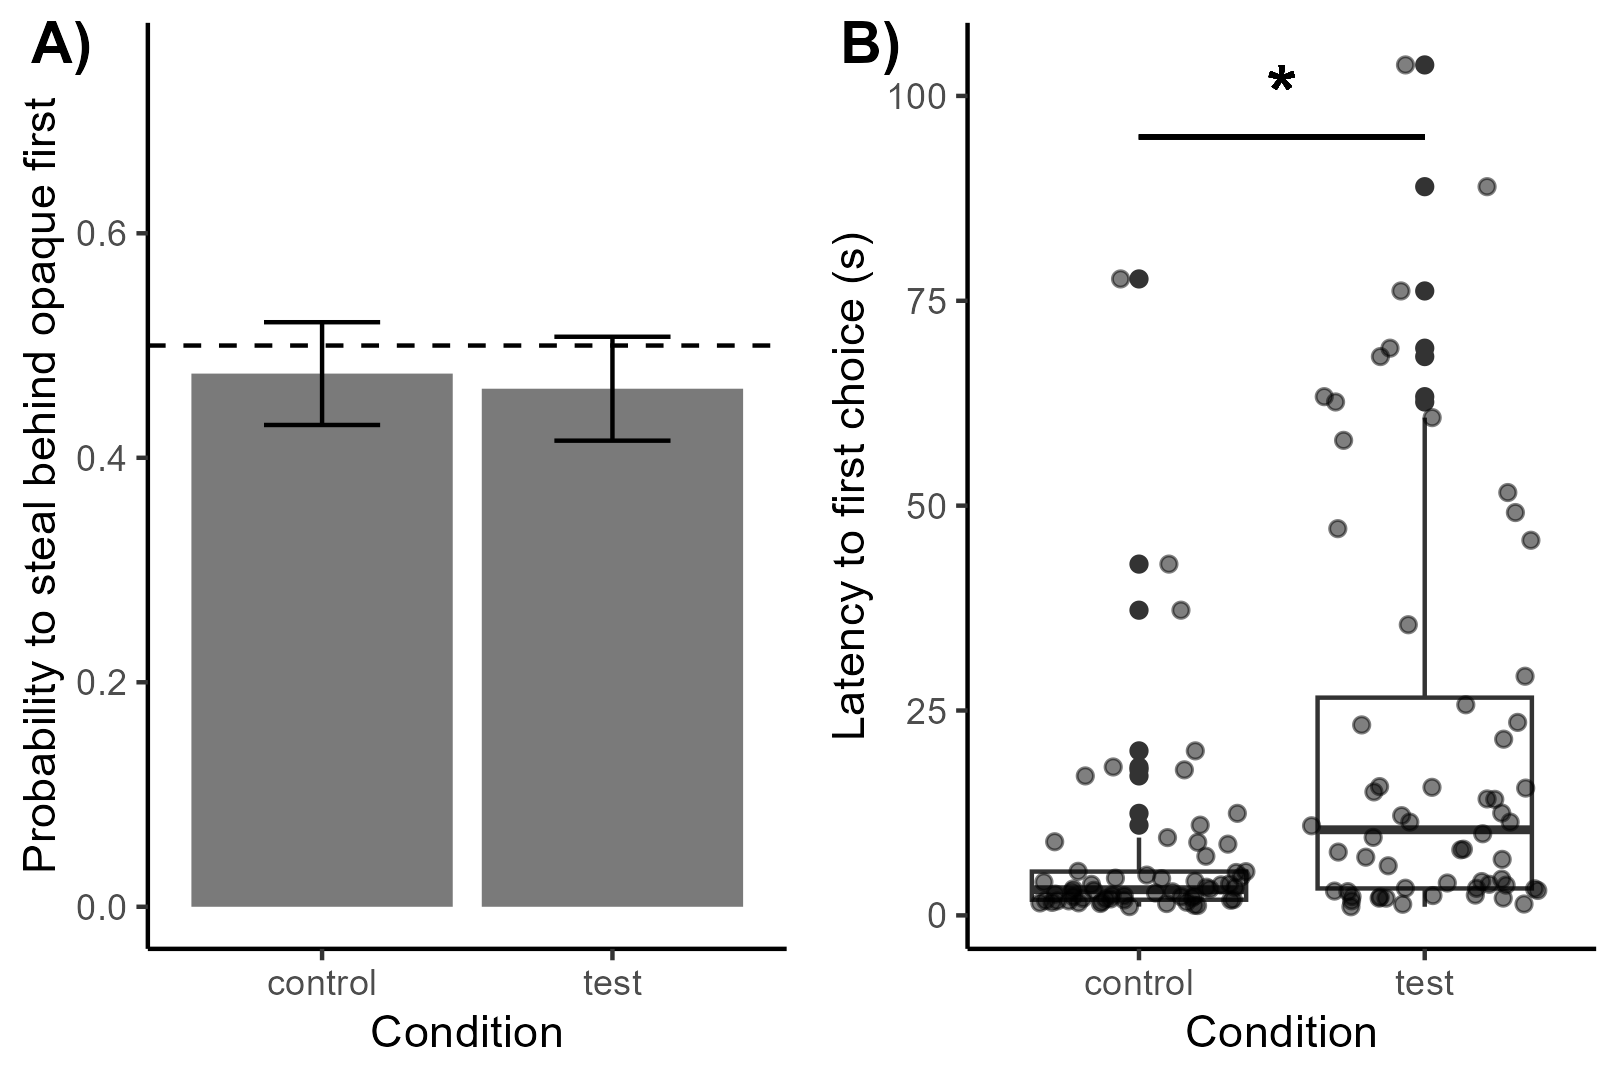 A)
Probability to steal behind opaque first
0.6
0.4
0.2
0.0
control test
Condition
B)
Latency to first choice (s)
100
75
50
25
0
*
control test
Condition